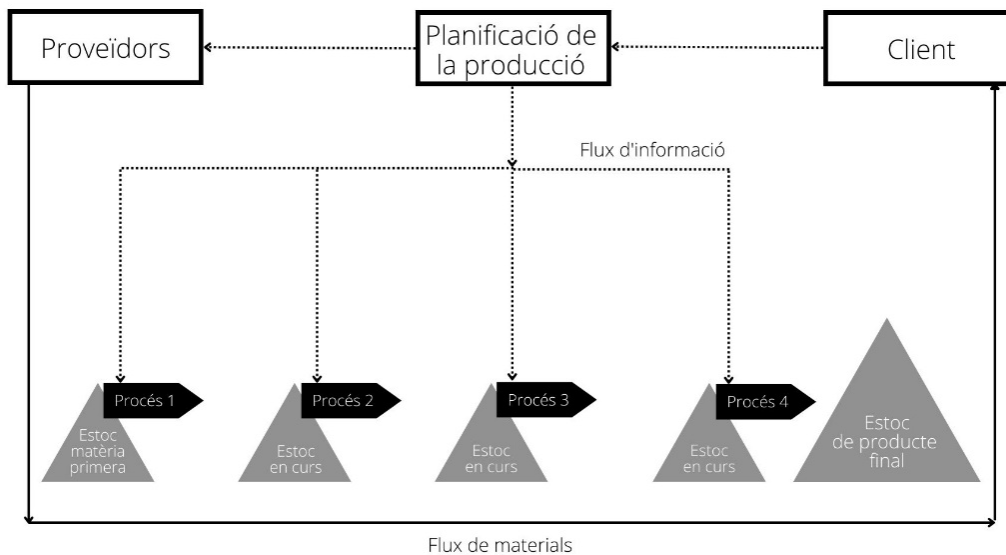 Proveïdors
Planificació de
la producció
Client
Flux d'informació
Procés 1
Procés 2
Procés 3
Procés 4
Estoc
matèria
primera
Estoc
en curs
Estoc
en curs
Estoc
en curs
Estoc
de producte
final
Flux de materials